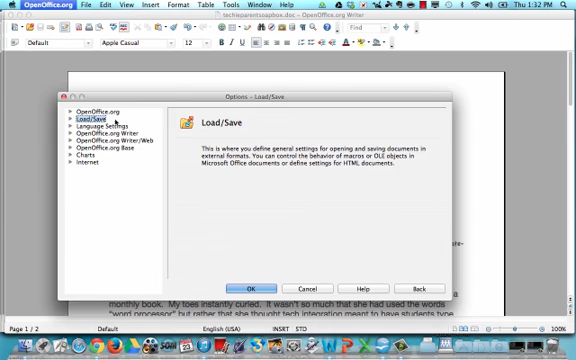 OpenOffice.org File Edit View Insert Format Table Tools Window Help Thu 1:32 PM
techieparentsoapbox.doc - OpenOffice.org Writer
Default Apple Casual 12 B I U
Options - Load/Save
OpenOffice.org
Load/Save
Language Settings
OpenOffice.org Writer
OpenOffice.org Writer/Web
OpenOffice.org Base
Charts
Internet
Load/Save
This is where you define general settings for opening and saving documents in
external formats. You can control the behavior of macros or OLE objects in
Microsoft Office documents or define settings for HTML documents.
OK Cancel Help Back
monthly book. My toes instantly curled. It wasn't so much that she had used the words
"word processor" but rather that she thought tech integration meant to have students type
Page 1 / 2 Default English (USA) INSRT STD 100%